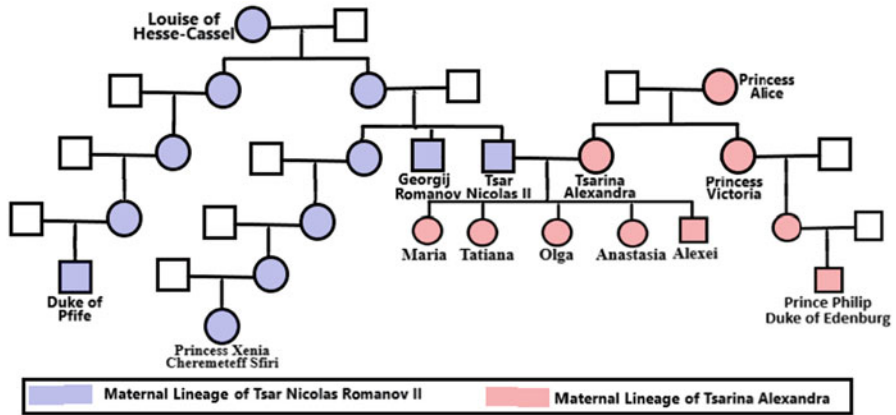 Louise of
Hesse-Cassel
Princess
Alice
Georgij
Romanov
Tsar
Nicolas II
Tsarina
Alexandra
Princess
Victoria
Maria
Tatiana
Olga
Anastasia
Alexei
Duke of
Pfife
Prince Philip
Duke of Edenburg
Princess Xenia
Cheremeteff Sfiri
Maternal Lineage of Tsar Nicolas Romanov II
Maternal Lineage of Tsarina Alexandra